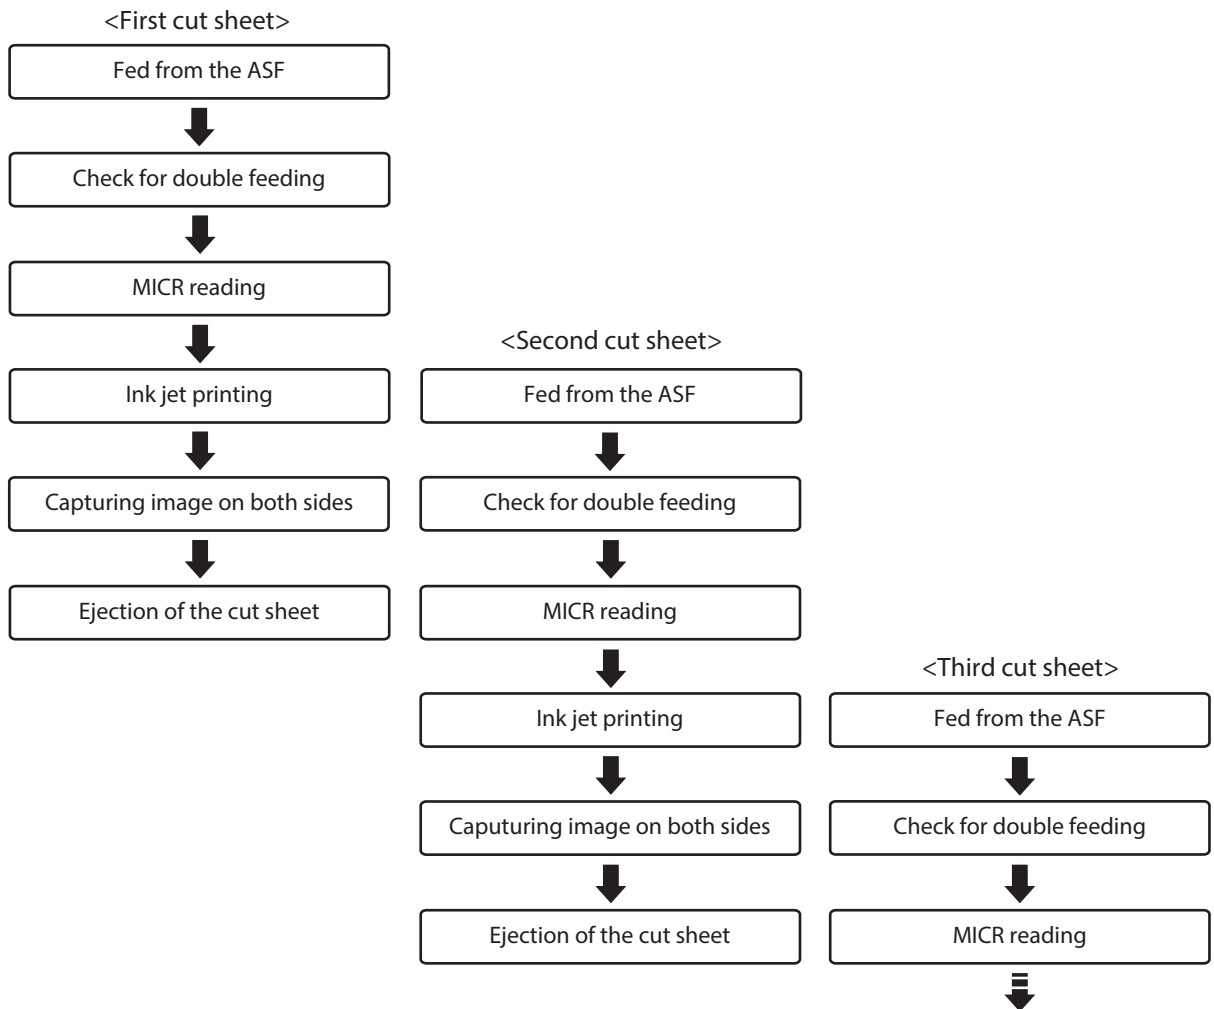 <First cut sheet>
Fed from the ASF
Check for double feeding
MICR reading
Ink jet printing
Capturing image on both sides
Ejection of the cut sheet
<Second cut sheet>
Fed from the ASF
Check for double feeding
MICR reading
Ink jet printing
Caputuring image on both sides
Ejection of the cut sheet
<Third cut sheet>
Fed from the ASF
Check for double feeding
MICR reading